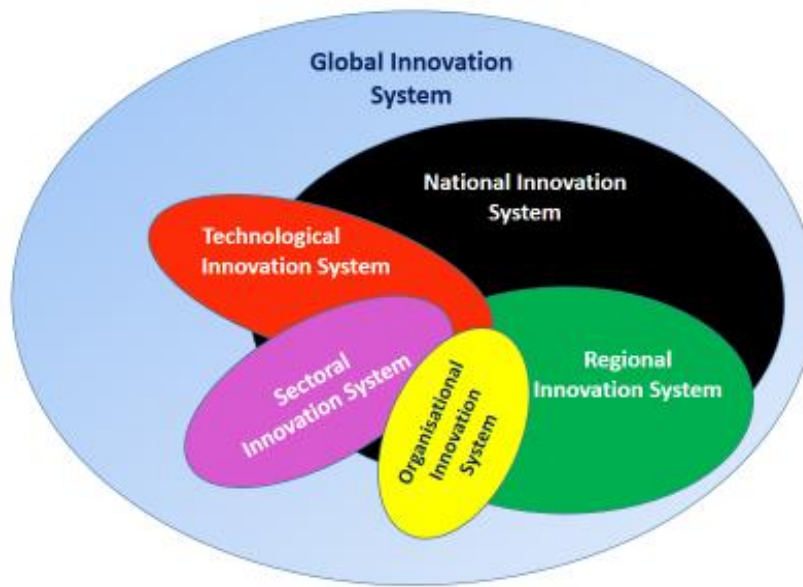 Global Innovation
System
National Innovation
System
Technological
Innovation System
Sectoral
Innovation System
Organisational
Innovation
System
Regional
Innovation System